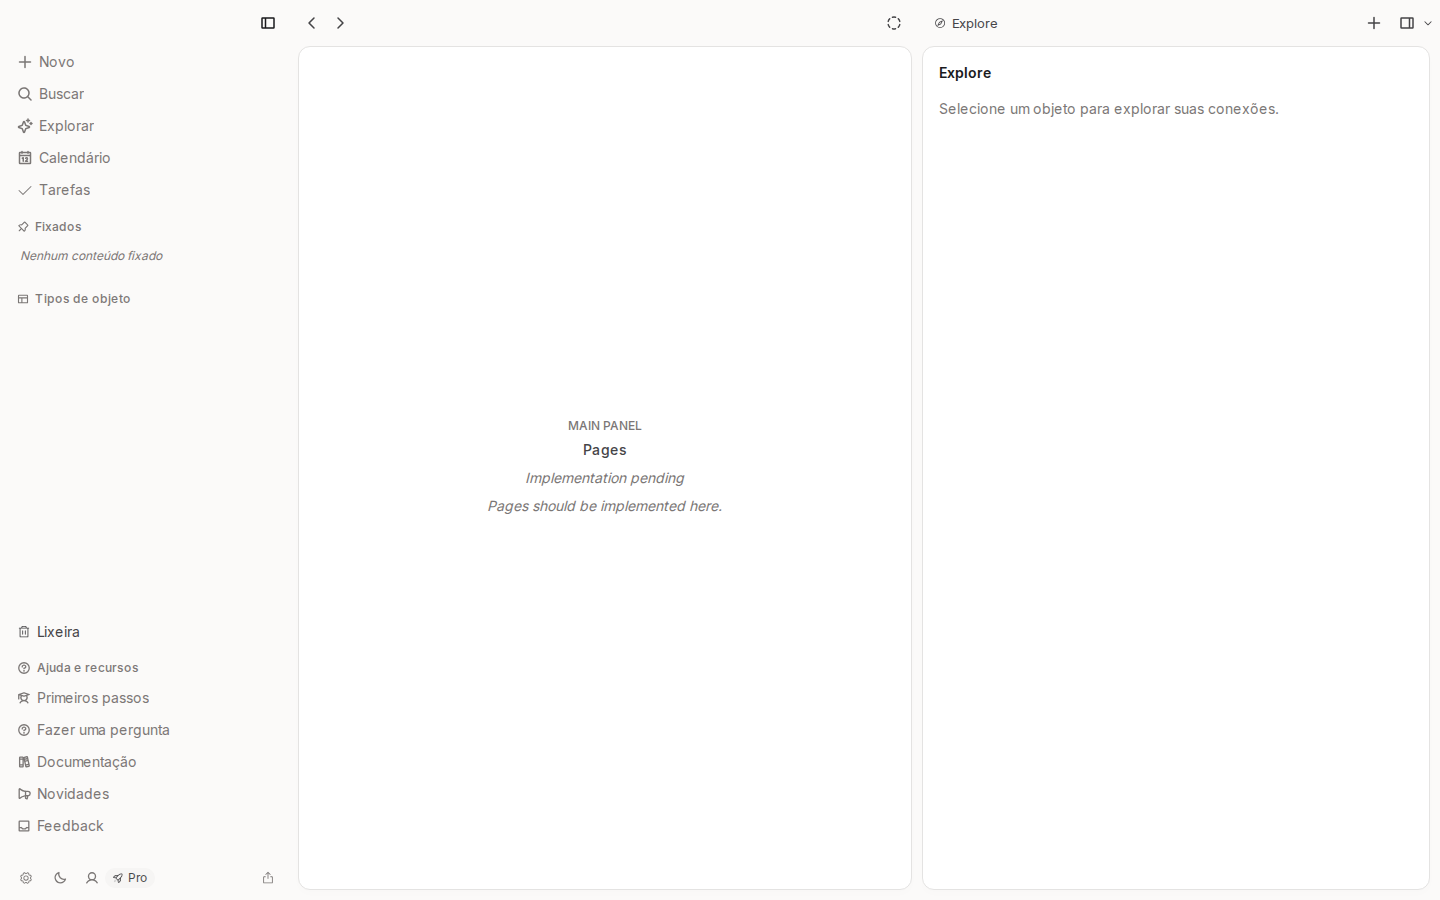 Explore
Novo
Buscar
Explorar
12
Calendário
Tarefas
Fixados
Nenhum conteúdo fixado
Tipos de objeto
Lixeira
Ajuda e recursos
Primeiros passos
Fazer uma pergunta
Documentação
Novidades
Feedback
Pro
MAIN PANEL
Pages
Implementation pending
Pages should be implemented here.
Explore
Selecione um objeto para explorar suas conexões.